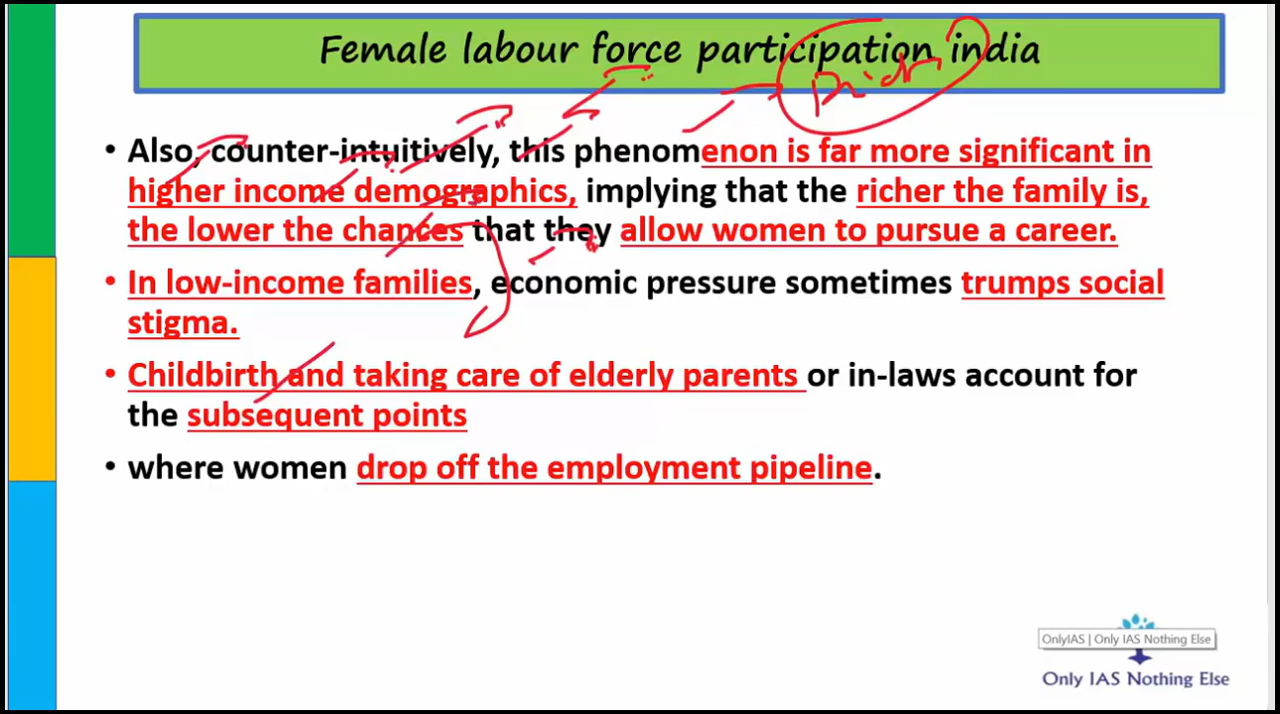 Female labour force participation india
• Also, counter-intuitively, this phenomenon is far more significant in
higher income demographics, implying that the richer the family is,
the lower the chances that they allow women to pursue a career.
• In low-income families, economic pressure sometimes trumps social
stigma.
• Childbirth and taking care of elderly parents or in-laws account for
the subsequent points
• where women drop off the employment pipeline.
OnlyIAS | Only IAS Nothing Else
Only IAS Nothing Else